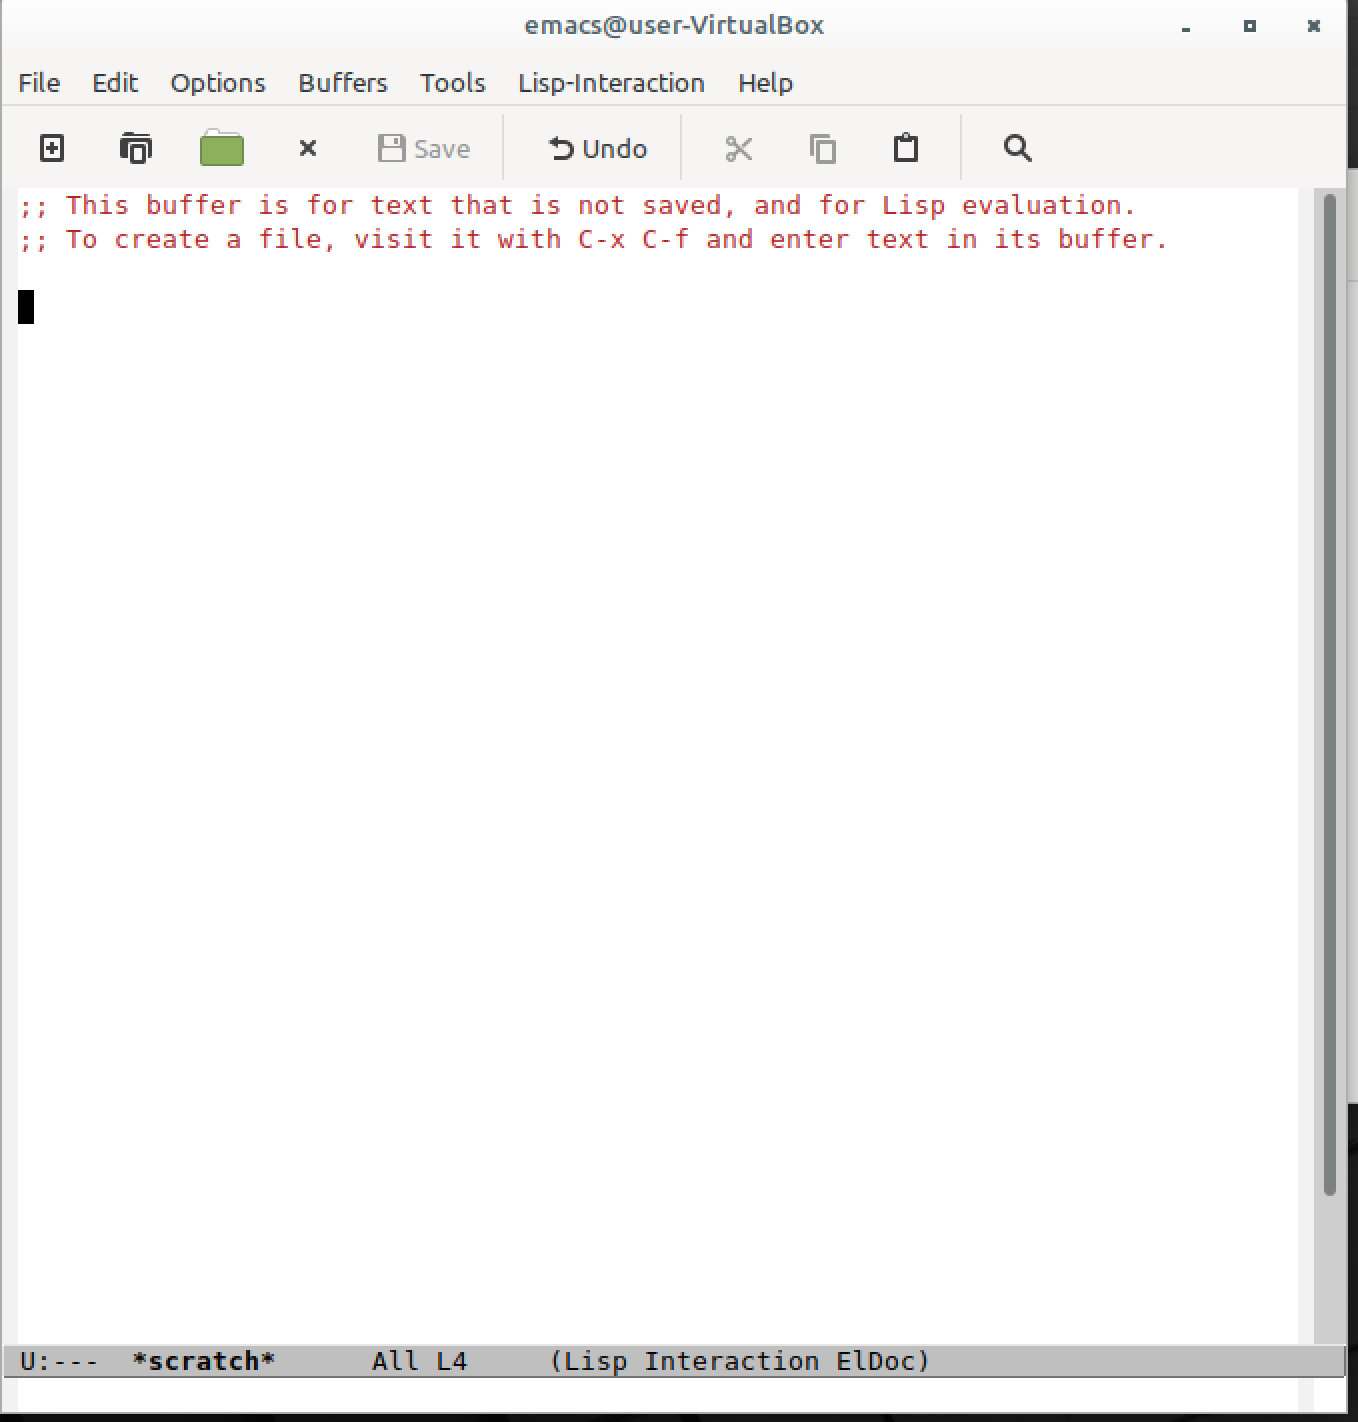 emacs@user-VirtualBox
File Edit Options Buffers Tools Lisp-Interaction Help
Save Undo
;; This buffer is for text that is not saved, and for Lisp evaluation.
;; To create a file, visit it with C-x C-f and enter text in its buffer.
U:--- *scratch* All L4 (Lisp Interaction ElDoc)